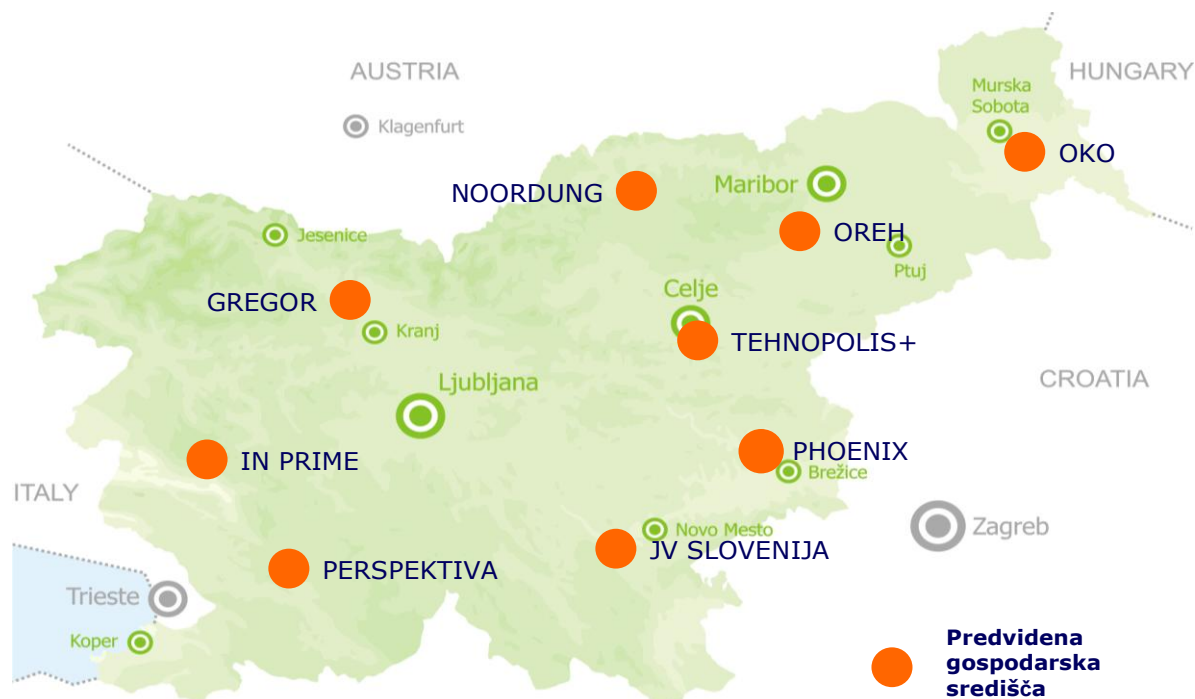 AUSTRIA
HUNGARY
Murska
Sobota
Klagenfurt
OKO
NOORDUNG
Maribor
Jesenice
OREH
Ptuj
GREGOR
Celje
Kranj
TEHNOPOLIS+
Ljubljana
CROATIA
PHOENIX
IN PRIME
Brežice
ITALY
Novo Mesto
Zagreb
JV SLOVENIJA
PERSPEKTIVA
Trieste
Koper
Predvidena
gospodarska
središča